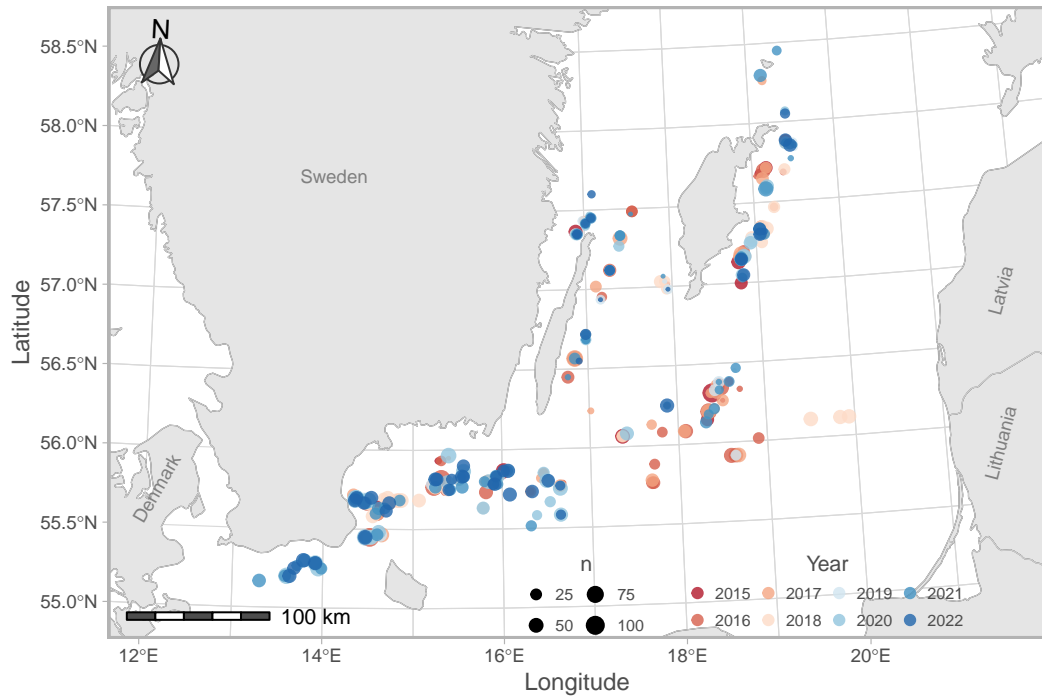 N
58.5°N
58.0°N
57.5°N
57.0°N
56.5°N
56.0°N
55.5°N
55.0°N
Latitude
Sweden
Latvia
Lithuania
Denmark
n
25
75
50
100
Year
2015
2017
2019
2021
2016
2018
2020
2022
100 km
12°E
14°E
16°E
18°E
20°E
Longitude